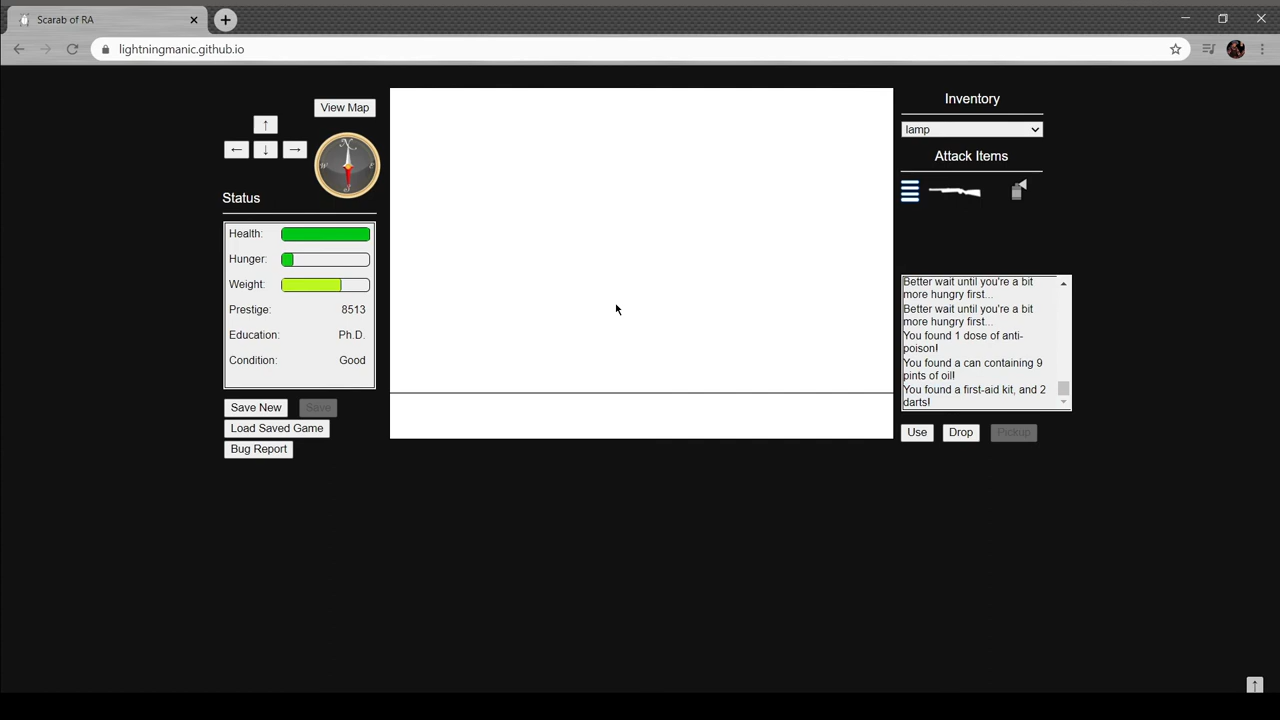 Scarab of RA
lightningmanic.github.io
View Map
↑
← ↓ →
N
W E
S
Status
Health:
Hunger:
Weight:
Prestige: 8513
Education: Ph.D.
Condition: Good
Save New Save
Load Saved Game
Bug Report
Inventory
lamp
Attack Items
Better wait until you're a bit
more hungry first...
Better wait until you're a bit
more hungry first...
You found 1 dose of anti-
poison!
You found a can containing 9
pints of oil!
You found a first-aid kit, and 2
darts!
Use Drop Pickup
↑